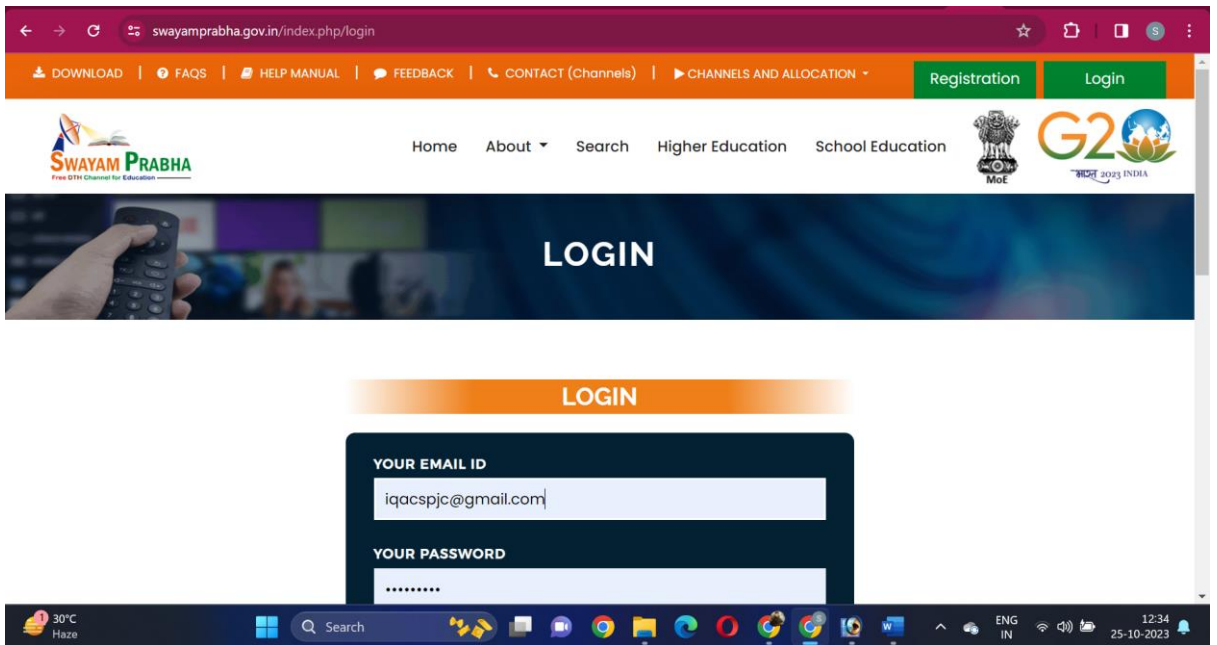 swayamprabha.gov.in/index.php/login
S
DOWNLOAD | FAQS | HELP MANUAL | FEEDBACK | CONTACT (Channels) | CHANNELS AND ALLOCATION
Registration Login
SWAYAM PRABHA
Free DTH Channel for Education
Home About Search Higher Education School Education
MoE
G20
भारत 2023 INDIA
LOGIN
LOGIN
YOUR EMAIL ID
iqacspjc@gmail.com
YOUR PASSWORD
•••••••••
1
30°C
Haze
Search
ENG
IN
12:34
25-10-2023